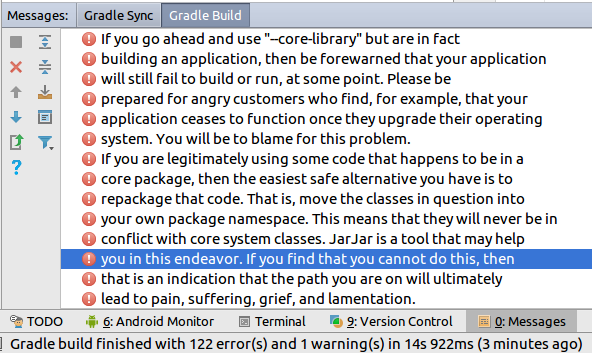 Messages: Gradle Sync Gradle Build
If you go ahead and use "--core-library" but are in fact
building an application, then be forewarned that your application
will still fail to build or run, at some point. Please be
prepared for angry customers who find, for example, that your
application ceases to function once they upgrade their operating
system. You will be to blame for this problem.
If you are legitimately using some code that happens to be in a
core package, then the easiest safe alternative you have is to
repackage that code. That is, move the classes in question into
your own package namespace. This means that they will never be in
conflict with core system classes. JarJar is a tool that may help
you in this endeavor. If you find that you cannot do this, then
that is an indication that the path you are on will ultimately
lead to pain, suffering, grief, and lamentation.
TODO 6: Android Monitor Terminal 9: Version Control 0: Messages
Gradle build finished with 122 error(s) and 1 warning(s) in 14s 922ms (3 minutes ago)